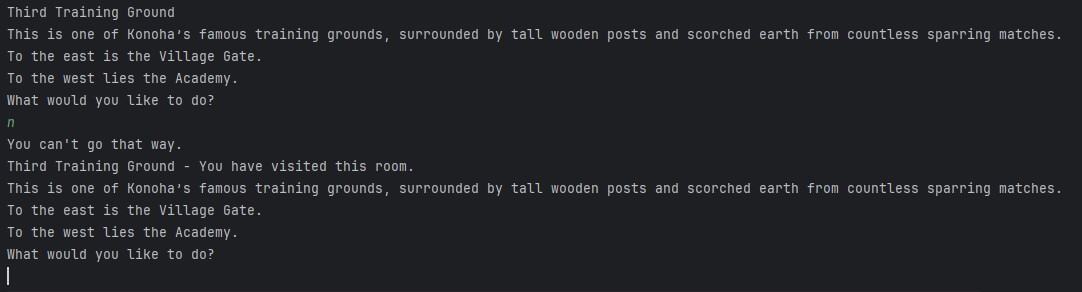 Third Training Ground
This is one of Konoha's famous training grounds, surrounded by tall wooden posts and scorched earth from countless sparring matches.
To the east is the Village Gate.
To the west lies the Academy.
What would you like to do?
n
You can't go that way.
Third Training Ground - You have visited this room.
This is one of Konoha's famous training grounds, surrounded by tall wooden posts and scorched earth from countless sparring matches.
To the east is the Village Gate.
To the west lies the Academy.
What would you like to do?